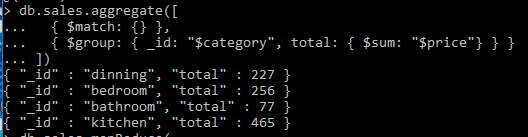 > db.sales.aggregate([
...   { $match: {} },
...   { $group: { _id: "$category", total: { $sum: "$price"} } }
... ])
{ "_id" : "dinning", "total" : 227 }
{ "_id" : "bedroom", "total" : 256 }
{ "_id" : "bathroom", "total" : 77 }
{ "_id" : "kitchen", "total" : 465 }
> db.sales.mapReduce(